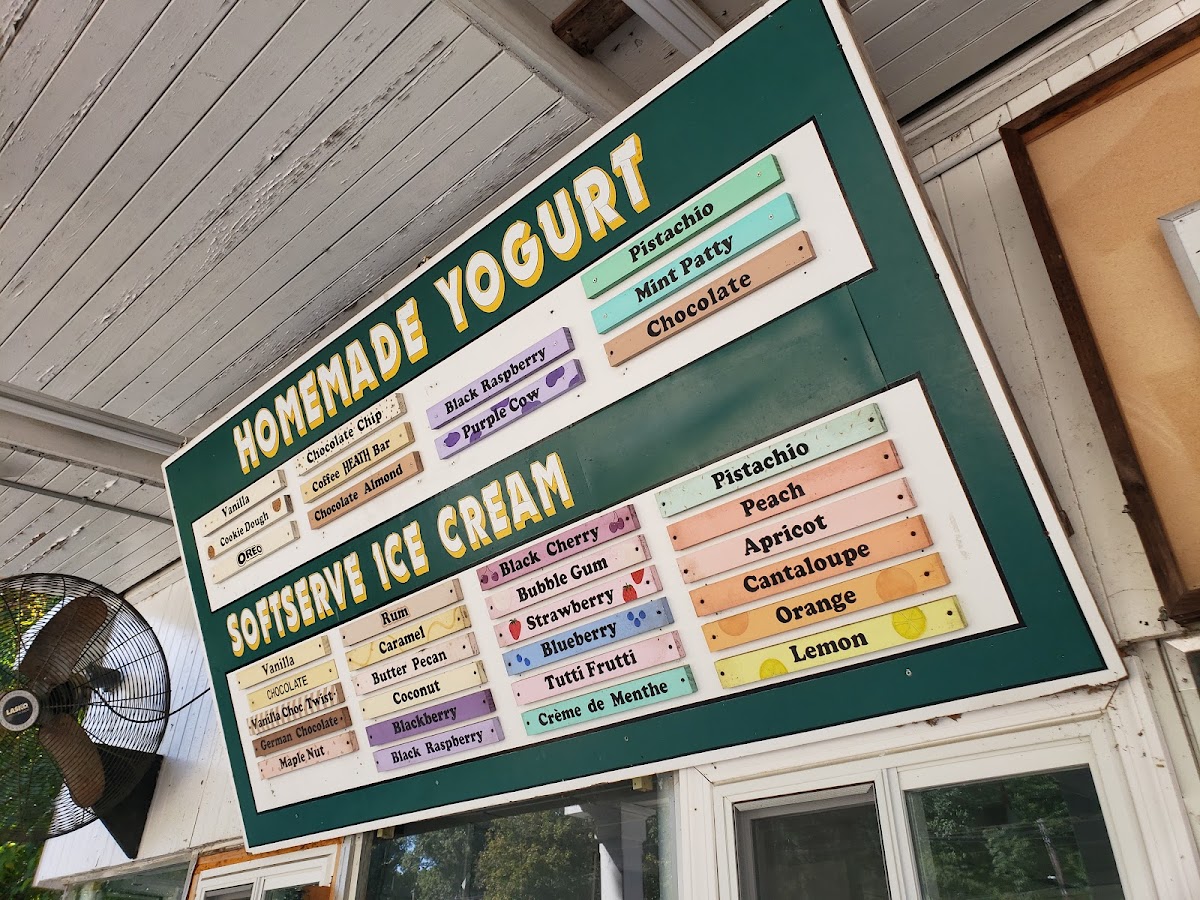 HOMEMADE YOGURT
Vanilla
Cookie Dough
OREO
Chocolate Chip
Coffee HEATH Bar
Chocolate Almond
Black Raspberry
Purple Cow
Pistachio
Mint Patty
Chocolate
SOFTSERVE ICE CREAM
Vanilla
CHOCOLATE
Vanilla Choc Twist
German Chocolate
Maple Nut
Rum
Caramel
Butter Pecan
Coconut
Blackberry
Black Raspberry
Black Cherry
Bubble Gum
Strawberry
Blueberry
Tutti Frutti
Crème de Menthe
Pistachio
Peach
Apricot
Cantaloupe
Orange
Lemon
LASKO